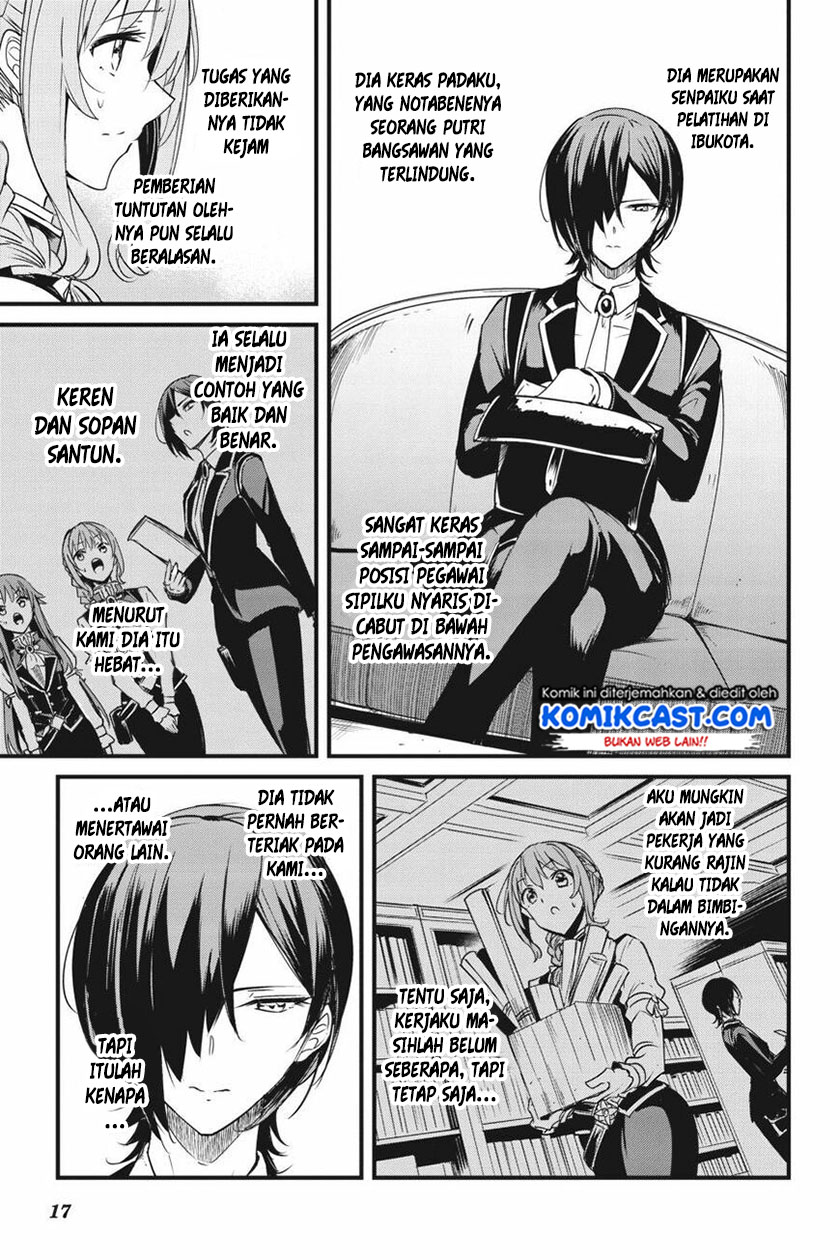 DIA MERUPAKAN
SENPAIKU SAAT
PELATIHAN DI
IBUKOTA.
DIA KERAS PADAKU,
YANG NOTABENENYA
SEORANG PUTRI
BANGSAWAN YANG
TERLINDUNG.
SANGAT KERAS
SAMPAI-SAMPAI
POSISI PEGAWAI
SIPILKU NYARIS DI-
CABUT DI BAWAH
PENGAWASANNYA.
Komik ini diterjemahkan & diedit oleh
KOMIKCAST.COM
BUKAN WEB LAIN!!
TUGAS YANG
DIBERIKAN-
NYA TIDAK
KEJAM
PEMBERIAN
TUNTUTAN OLEH-
NYA PUN SELALU
BERALASAN.
IA SELALU
MENJADI
CONTOH YANG
BAIK DAN
BENAR.
KEREN
DAN SOPAN
SANTUN.
MENURUT
KAMI DIA ITU
HEBAT...
AKU MUNGKIN
AKAN JADI
PEKERJA YANG
KURANG RAJIN
KALAU TIDAK
DALAM BIMBI-
NGANNYA.
TENTU SAJA,
KERJAKU MA-
SIHLAH BELUM
SEBERAPA, TAPI
TETAP SAJA...
DIA TIDAK
PERNAH BER-
TERIAK PADA
KAMI...
...ATAU
MENERTAWAI
ORANG LAIN.
TAPI
ITULAH
KENAPA
...
17